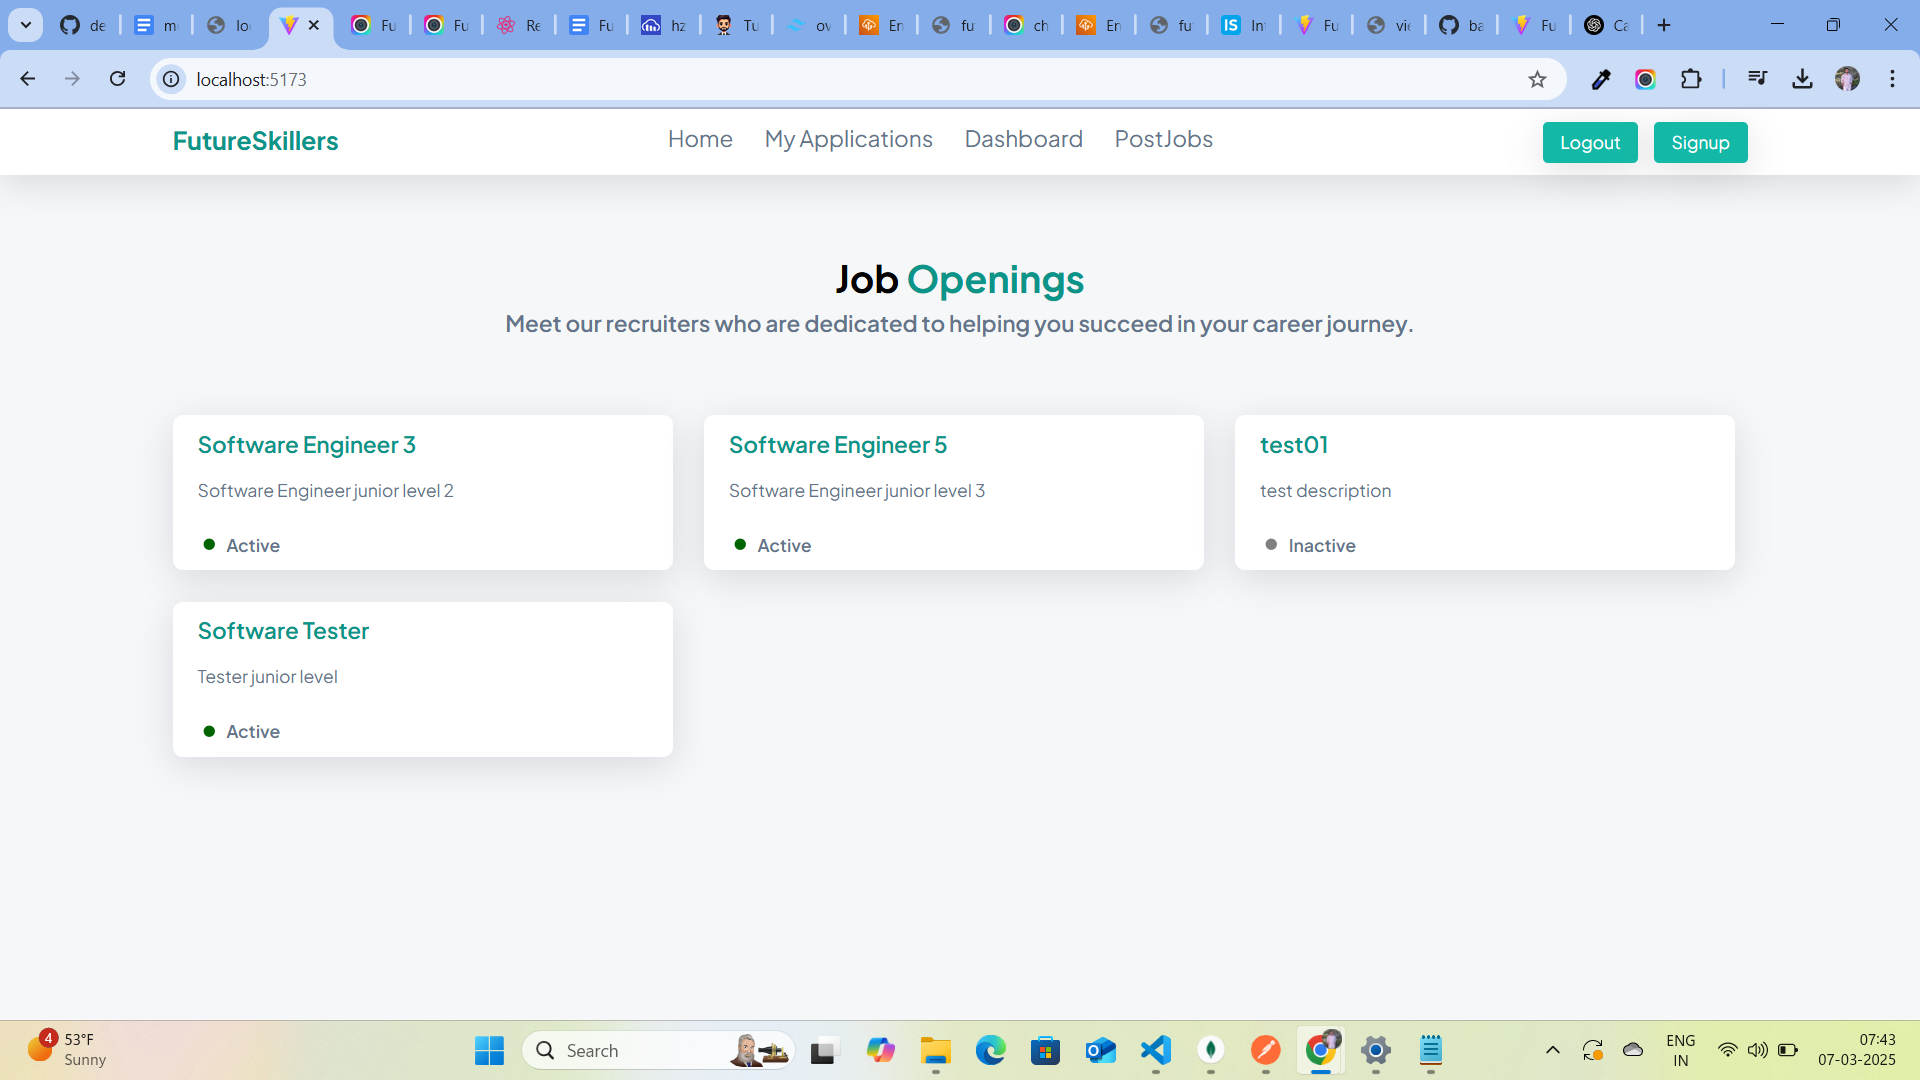 de
m
lo
Fu
Fu
Re
Fu
hz
Tu
ov
En
fu
ch
En
fu
Int
Fu
vie
ba
Fu
Ca
localhost:5173
FutureSkillers
Home
My Applications
Dashboard
PostJobs
Logout
Signup
Job Openings
Meet our recruiters who are dedicated to helping you succeed in your career journey.
Software Engineer 3
Software Engineer junior level 2
Active
Software Engineer 5
Software Engineer junior level 3
Active
test01
test description
Inactive
Software Tester
Tester junior level
Active
4
53°F
Sunny
Search
ENG
IN
07:43
07-03-2025